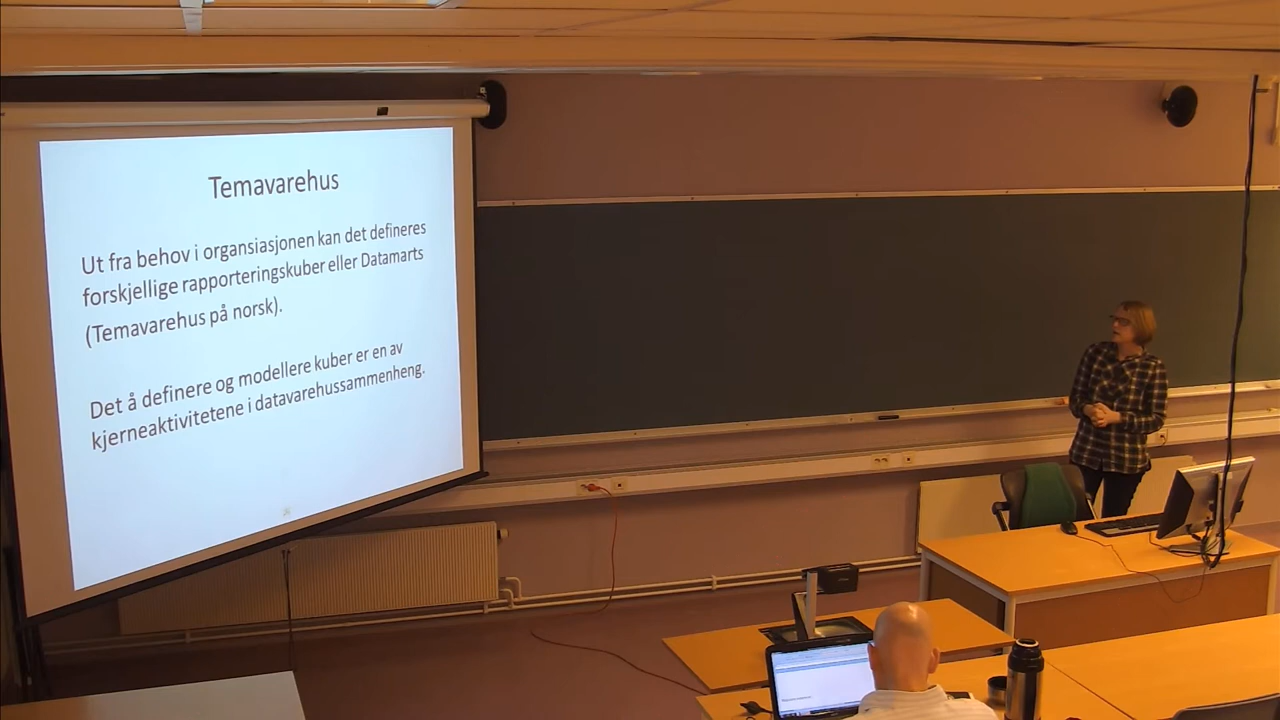 Temavarehus
Ut fra behov i organsiasjonen kan det defineres
forskjellige rapporteringskuber eller Datamarts
(Temavarehus på norsk).
Det å definere og modellere kuber er en av
kjerneaktivitetene i datavarehussammenheng.